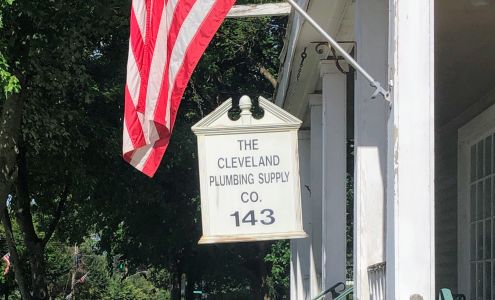 THE
CLEVELAND
PLUMBING SUPPLY
CO.
143